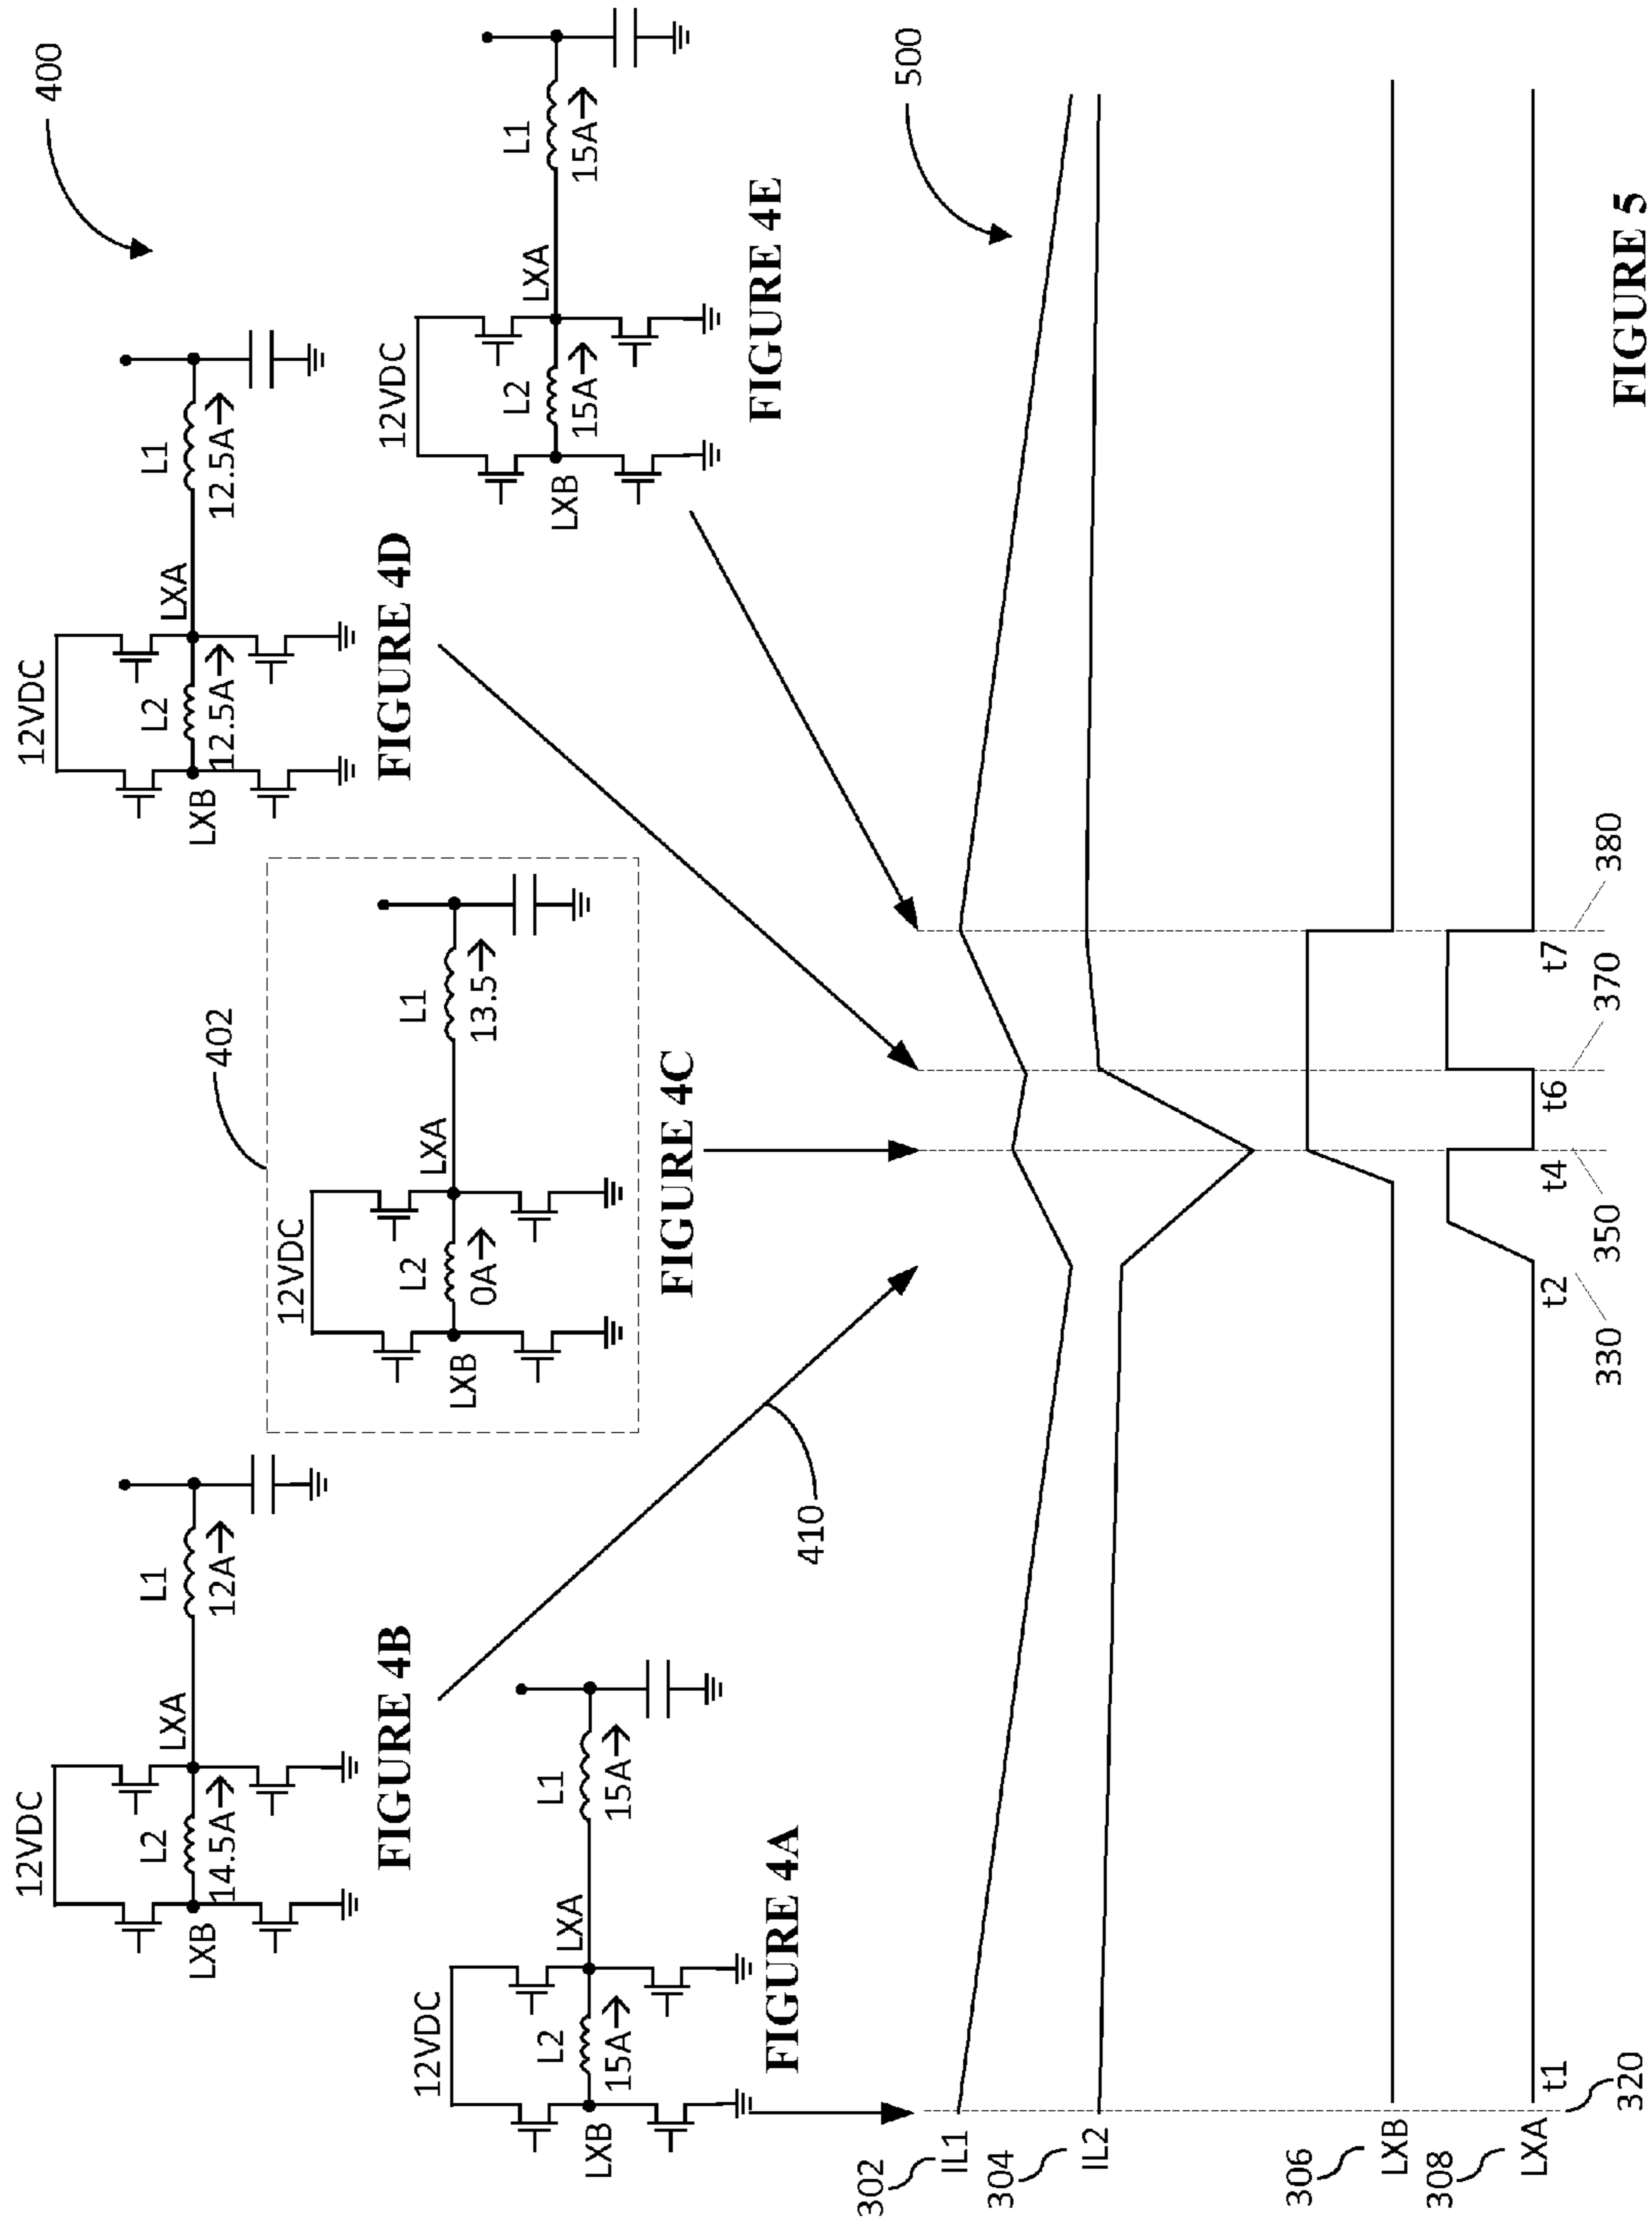 400
12VDC
L2
L1
LXA
LXB
14.5A→
12A→
FIGURE 4B
402
12VDC
L2
L1
LXA
LXB
0A→
13.5→
FIGURE 4C
12VDC
L2
L1
LXA
LXB
12.5A→
12.5A→
FIGURE 4D
12VDC
L2
L1
LXA
LXB
15A→
15A→
FIGURE 4A
12VDC
L2
L1
LXA
LXB
15A→
15A→
FIGURE 4E
410
500
302
IL1
304
IL2
306
LXB
308
LXA
t1
t2
t4
t6
t7
320
330
350
370
380
FIGURE 5